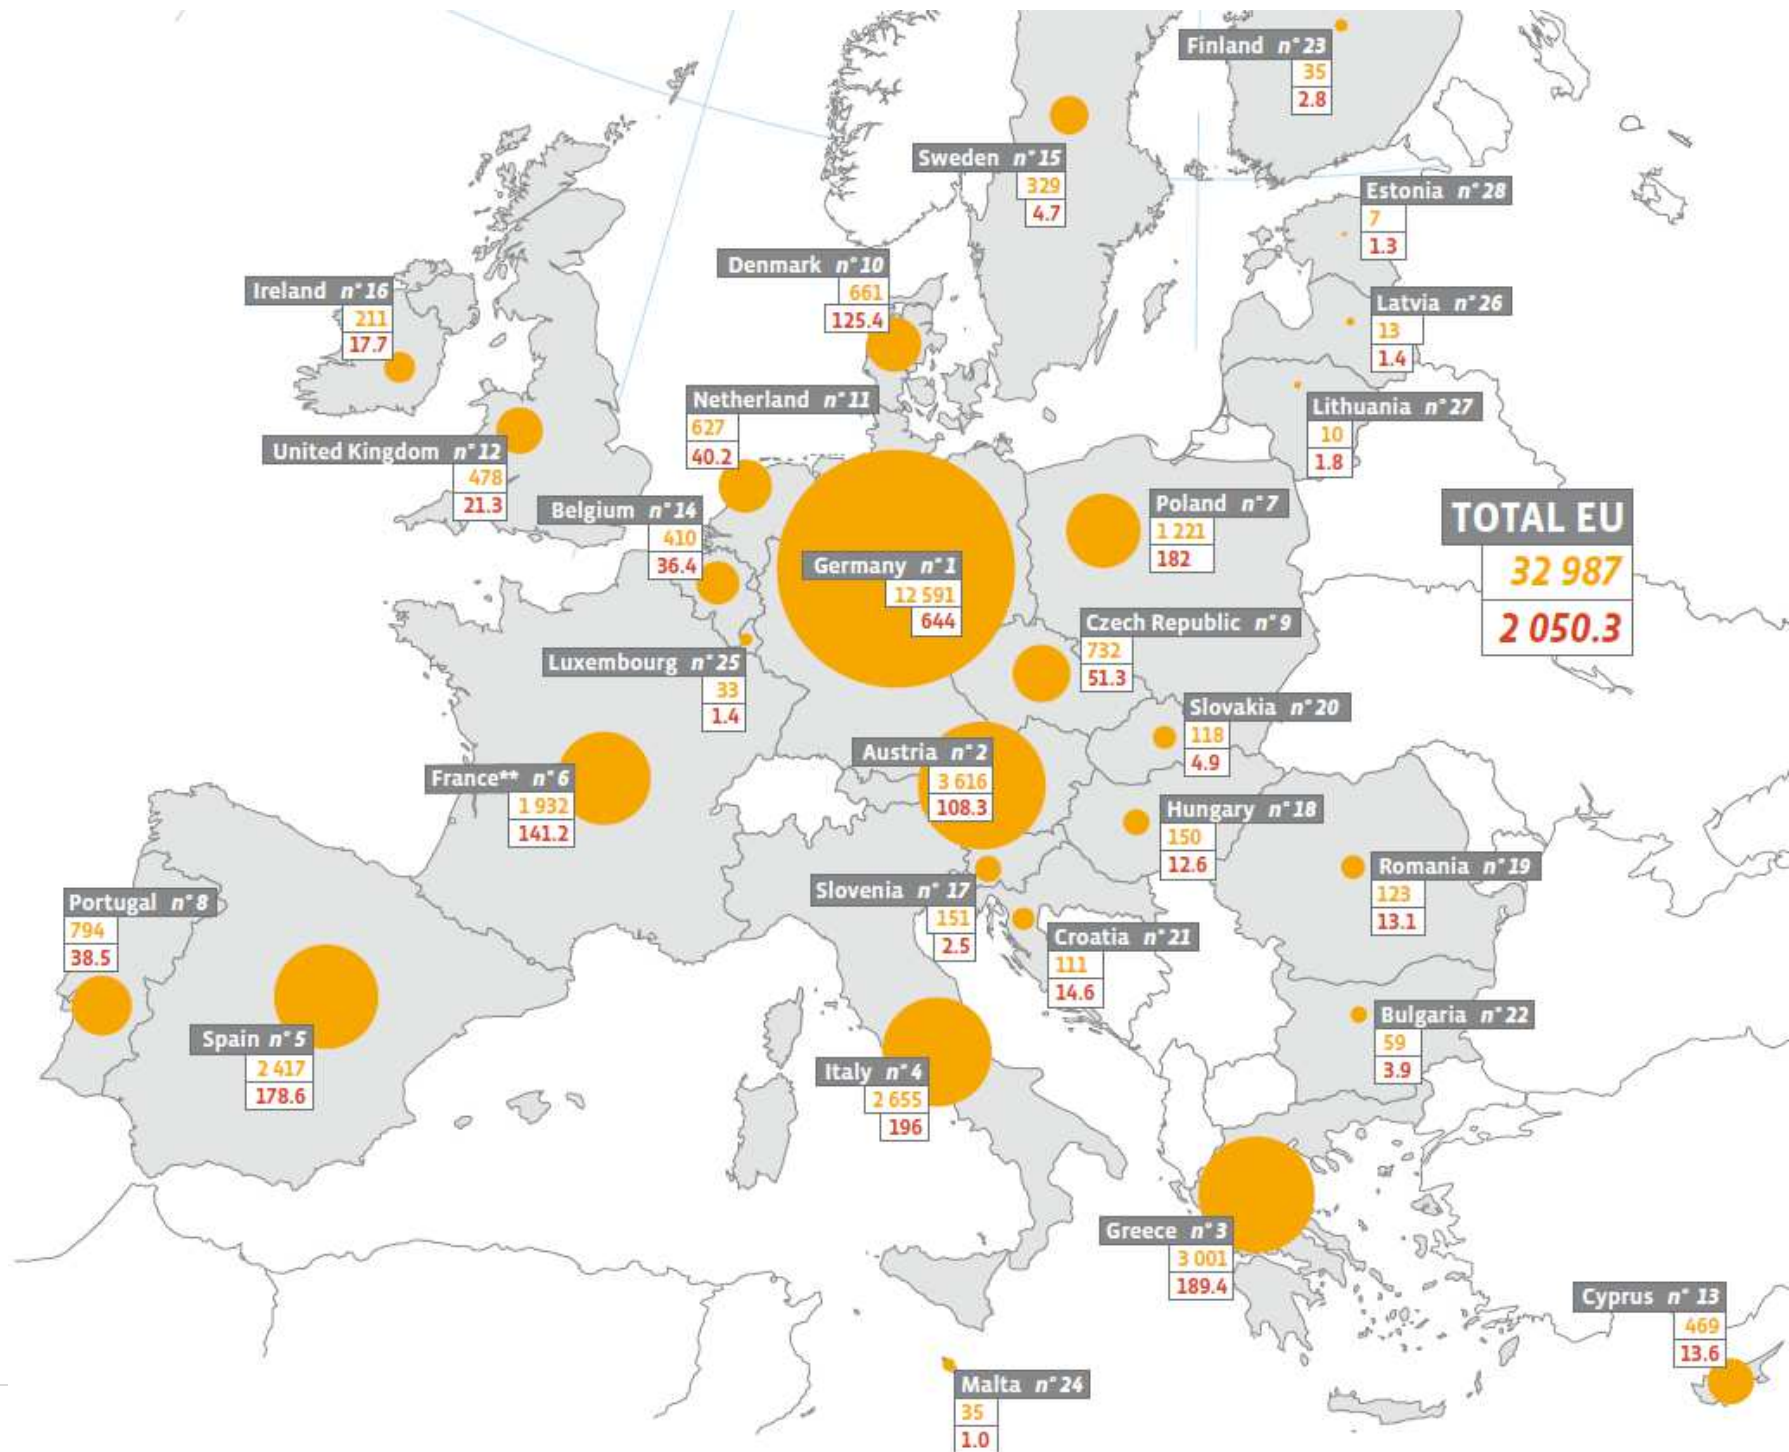 Finland n°23
35
2.8
Sweden n°15
329
4.7
Estonia n°28
7
1.3
Denmark n°10
661
125.4
Ireland n°16
211
17.7
Latvia n°26
13
1.4
Netherland n°11
627
40.2
Lithuania n°27
10
1.8
United Kingdom n°12
478
21.3
Belgium n°14
410
36.4
Poland n°7
1 221
182
TOTAL EU
32 987
2 050.3
Germany n°1
12 591
644
Czech Republic n°9
732
51.3
Luxembourg n°25
33
1.4
Slovakia n°20
118
4.9
Austria n°2
3 616
108.3
France** n°6
1 932
141.2
Hungary n°18
150
12.6
Romania n°19
123
13.1
Slovenia n°17
151
2.5
Portugal n°8
794
38.5
Croatia n°21
111
14.6
Bulgaria n°22
59
3.9
Spain n°5
2 417
178.6
Italy n°4
2 655
196
Greece n°3
3 001
189.4
Cyprus n° 13
469
13.6
Malta n°24
35
1.0